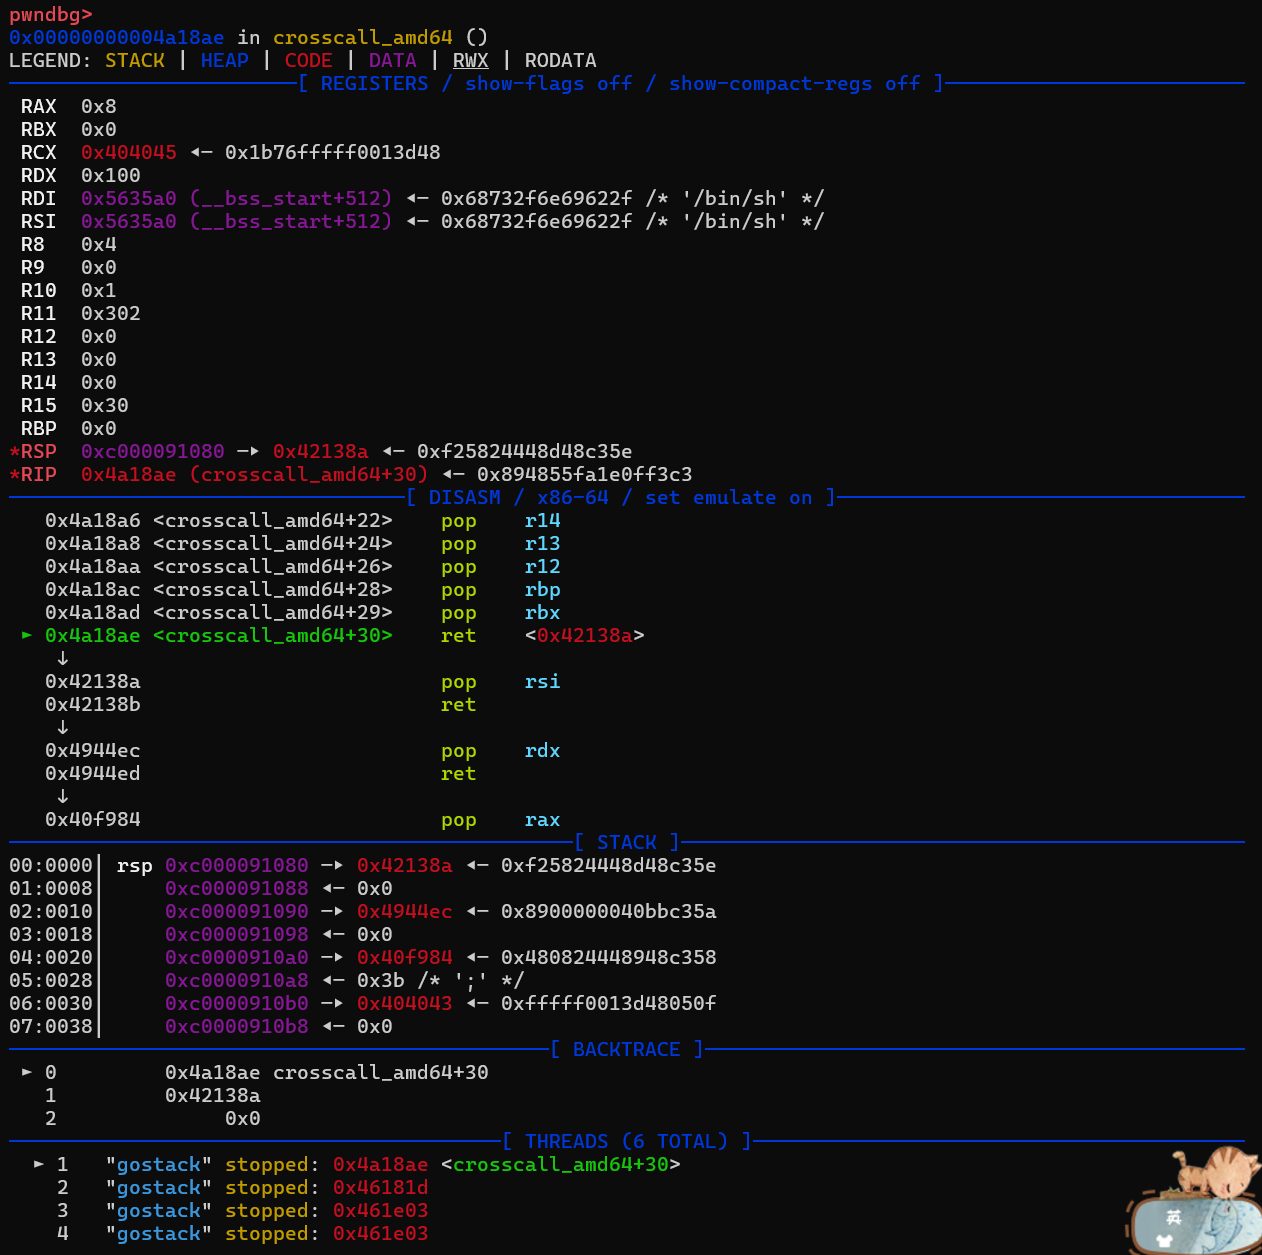 pwndbg>
0x00000000004a18ae in crosscall_amd64 ()
LEGEND: STACK | HEAP | CODE | DATA | RWX | RODATA
[ REGISTERS / show-flags off / show-compact-regs off ]
RAX  0x8
RBX  0x0
RCX  0x404045 ◂— 0x1b76fffff0013d48
RDX  0x100
RDI  0x5635a0 (__bss_start+512) ◂— 0x68732f6e69622f /* '/bin/sh' */
RSI  0x5635a0 (__bss_start+512) ◂— 0x68732f6e69622f /* '/bin/sh' */
R8   0x4
R9   0x0
R10  0x1
R11  0x302
R12  0x0
R13  0x0
R14  0x0
R15  0x30
RBP  0x0
*RSP  0xc000091080 —▸ 0x42138a ◂— 0xf25824448d48c35e
*RIP  0x4a18ae (crosscall_amd64+30) ◂— 0x894855fa1e0ff3c3
[ DISASM / x86-64 / set emulate on ]
0x4a18a6 <crosscall_amd64+22>    pop    r14
0x4a18a8 <crosscall_amd64+24>    pop    r13
0x4a18aa <crosscall_amd64+26>    pop    r12
0x4a18ac <crosscall_amd64+28>    pop    rbp
0x4a18ad <crosscall_amd64+29>    pop    rbx
► 0x4a18ae <crosscall_amd64+30>    ret    <0x42138a>
↓
0x42138a                         pop    rsi
0x42138b                         ret
↓
0x4944ec                         pop    rdx
0x4944ed                         ret
↓
0x40f984                         pop    rax
[ STACK ]
00:0000│ rsp 0xc000091080 —▸ 0x42138a ◂— 0xf25824448d48c35e
01:0008│     0xc000091088 ◂— 0x0
02:0010│     0xc000091090 —▸ 0x4944ec ◂— 0x8900000040bbc35a
03:0018│     0xc000091098 ◂— 0x0
04:0020│     0xc0000910a0 —▸ 0x40f984 ◂— 0x480824448948c358
05:0028│     0xc0000910a8 ◂— 0x3b /* ';' */
06:0030│     0xc0000910b0 —▸ 0x404043 ◂— 0xfffff0013d48050f
07:0038│     0xc0000910b8 ◂— 0x0
[ BACKTRACE ]
► 0         0x4a18ae crosscall_amd64+30
1         0x42138a
2              0x0
[ THREADS (6 TOTAL) ]
► 1   "gostack" stopped: 0x4a18ae <crosscall_amd64+30>
2   "gostack" stopped: 0x46181d
3   "gostack" stopped: 0x461e03
4   "gostack" stopped: 0x461e03
英